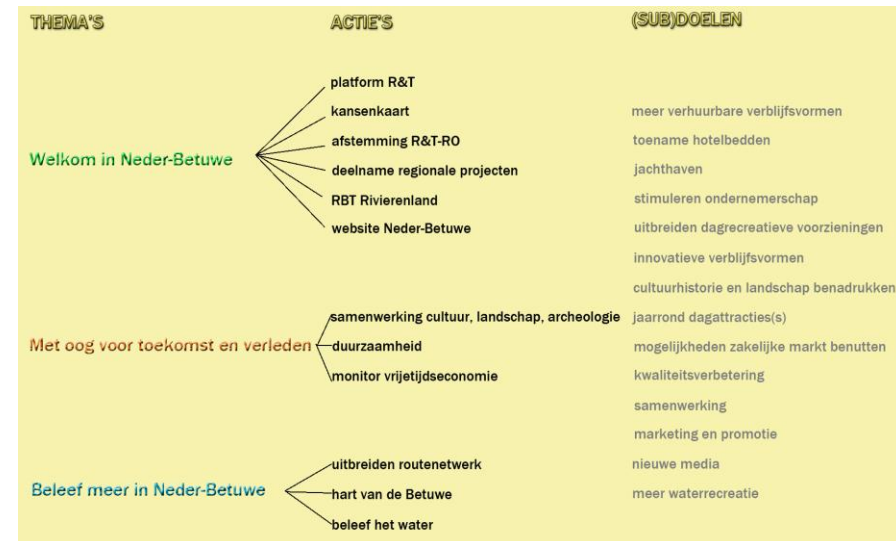 THEMA'S
ACTIE'S
(SUB)DOELEN
Welkom in Neder-Betuwe
platform R&T
kansenkaart
afstemming R&T-RO
deelname regionale projecten
RBT Rivierenland
website Neder-Betuwe
Met oog voor toekomst en verleden
samenwerking cultuur, landschap, archeologie
duurzaamheid
monitor vrijetijdseconomie
Beleef meer in Neder-Betuwe
uitbreiden routenetwerk
hart van de Betuwe
beleef het water
meer verhuurbare verblijfsvormen
toename hotelbedden
jachthaven
stimuleren ondernemerschap
uitbreiden dagrecreatieve voorzieningen
innovatieve verblijfsvormen
cultuurhistorie en landschap benadrukken
jaarrond dagattracties(s)
mogelijkheden zakelijke markt benutten
kwaliteitsverbetering
samenwerking
marketing en promotie
nieuwe media
meer waterrecreatie